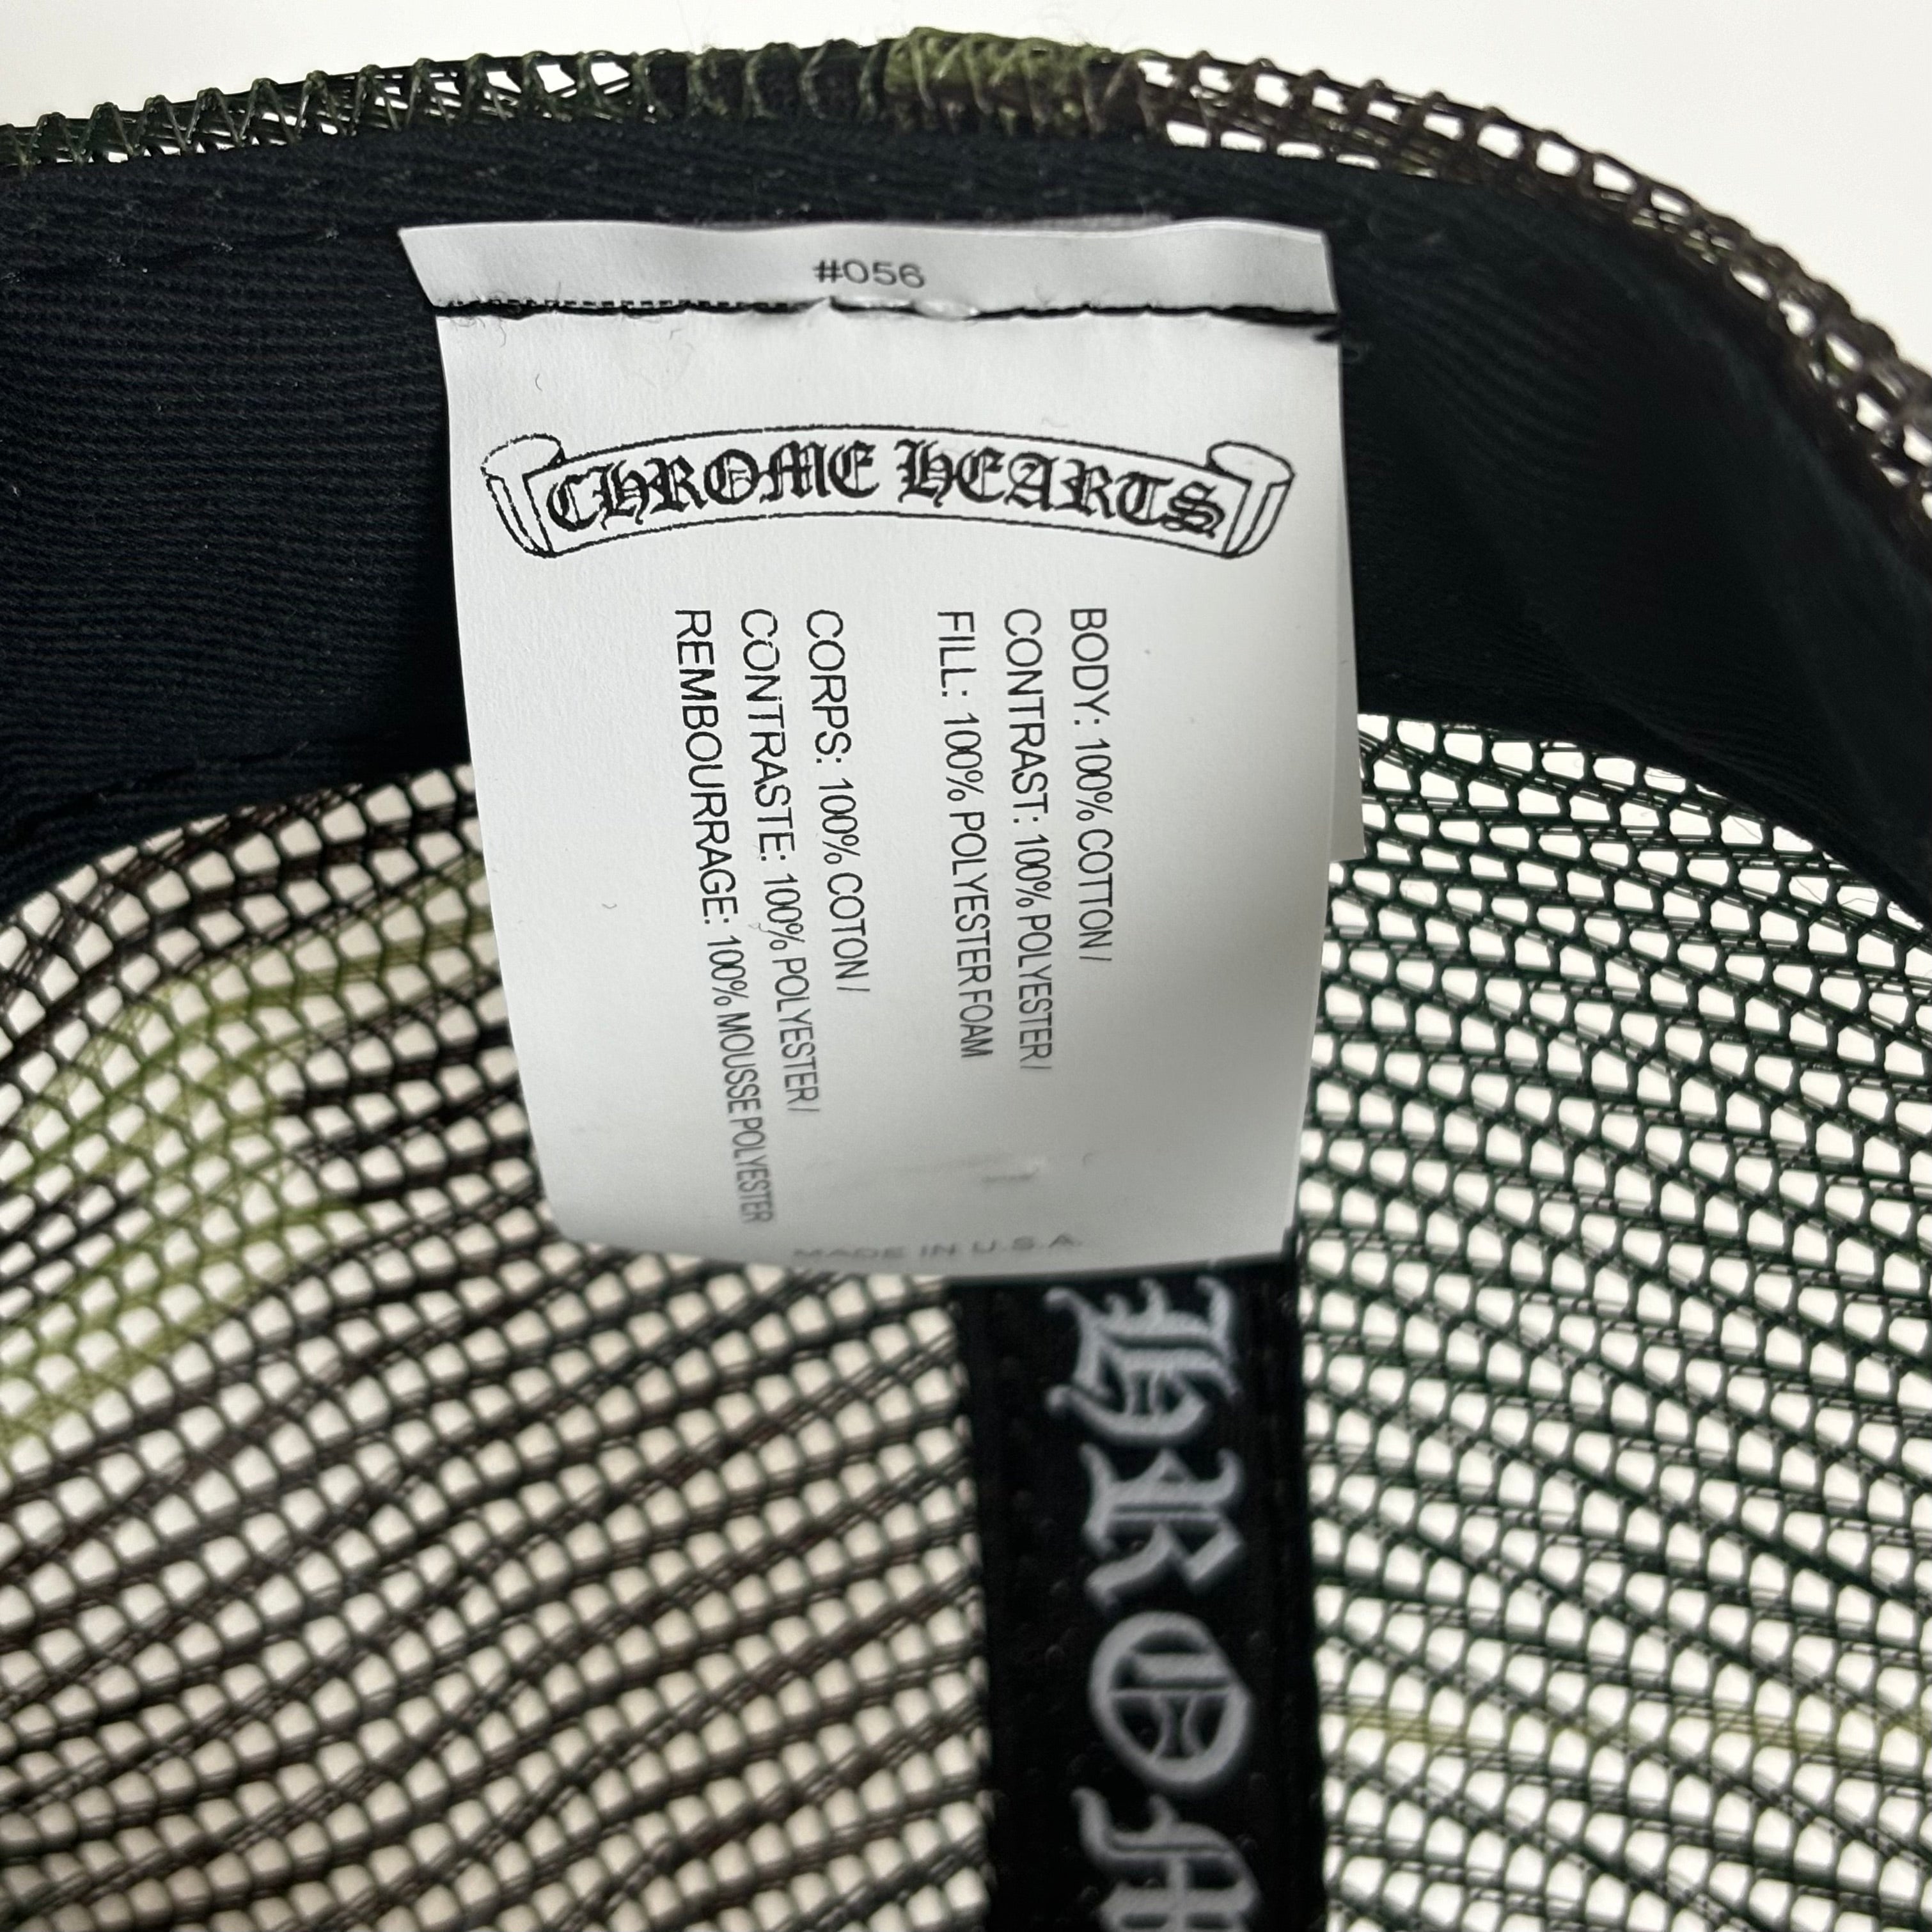 #056
CHROME HEARTS
BODY: 100% COTTON /
CONTRAST: 100% POLYESTER /
FILL: 100% POLYESTER FOAM
CORPS: 100% COTON /
CONTRASTE: 100% POLYESTER /
REMBOURRAGE: 100% MOUSSE POLYESTER
MADE IN U.S.A.
HROM